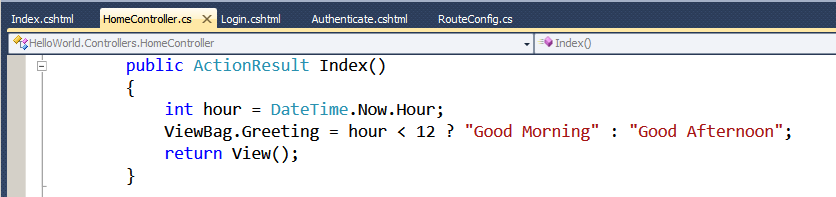 Index.cshtml HomeController.cs Login.cshtml Authenticate.cshtml RouteConfig.cs
HelloWorld.Controllers.HomeController Index()
public ActionResult Index()
{
int hour = DateTime.Now.Hour;
ViewBag.Greeting = hour < 12 ? "Good Morning" : "Good Afternoon";
return View();
}